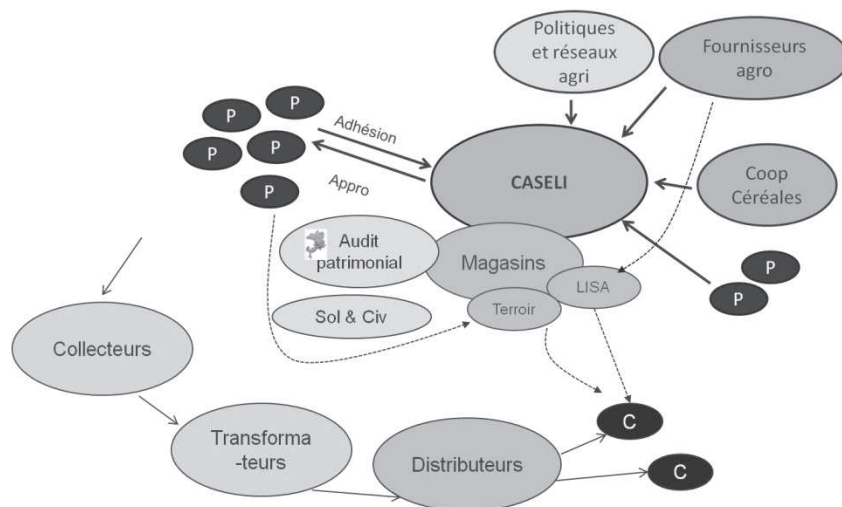 Politiques
et réseaux
agri
Fournisseurs
agro
P
P
P
P
P
Adhésion
Appro
CASELI
Coop
Céréales
Audit
patrimonial
Magasins
LISA
P
P
Sol & Civ
Terroir
Collecteurs
Transforma
-teurs
Distributeurs
C
C